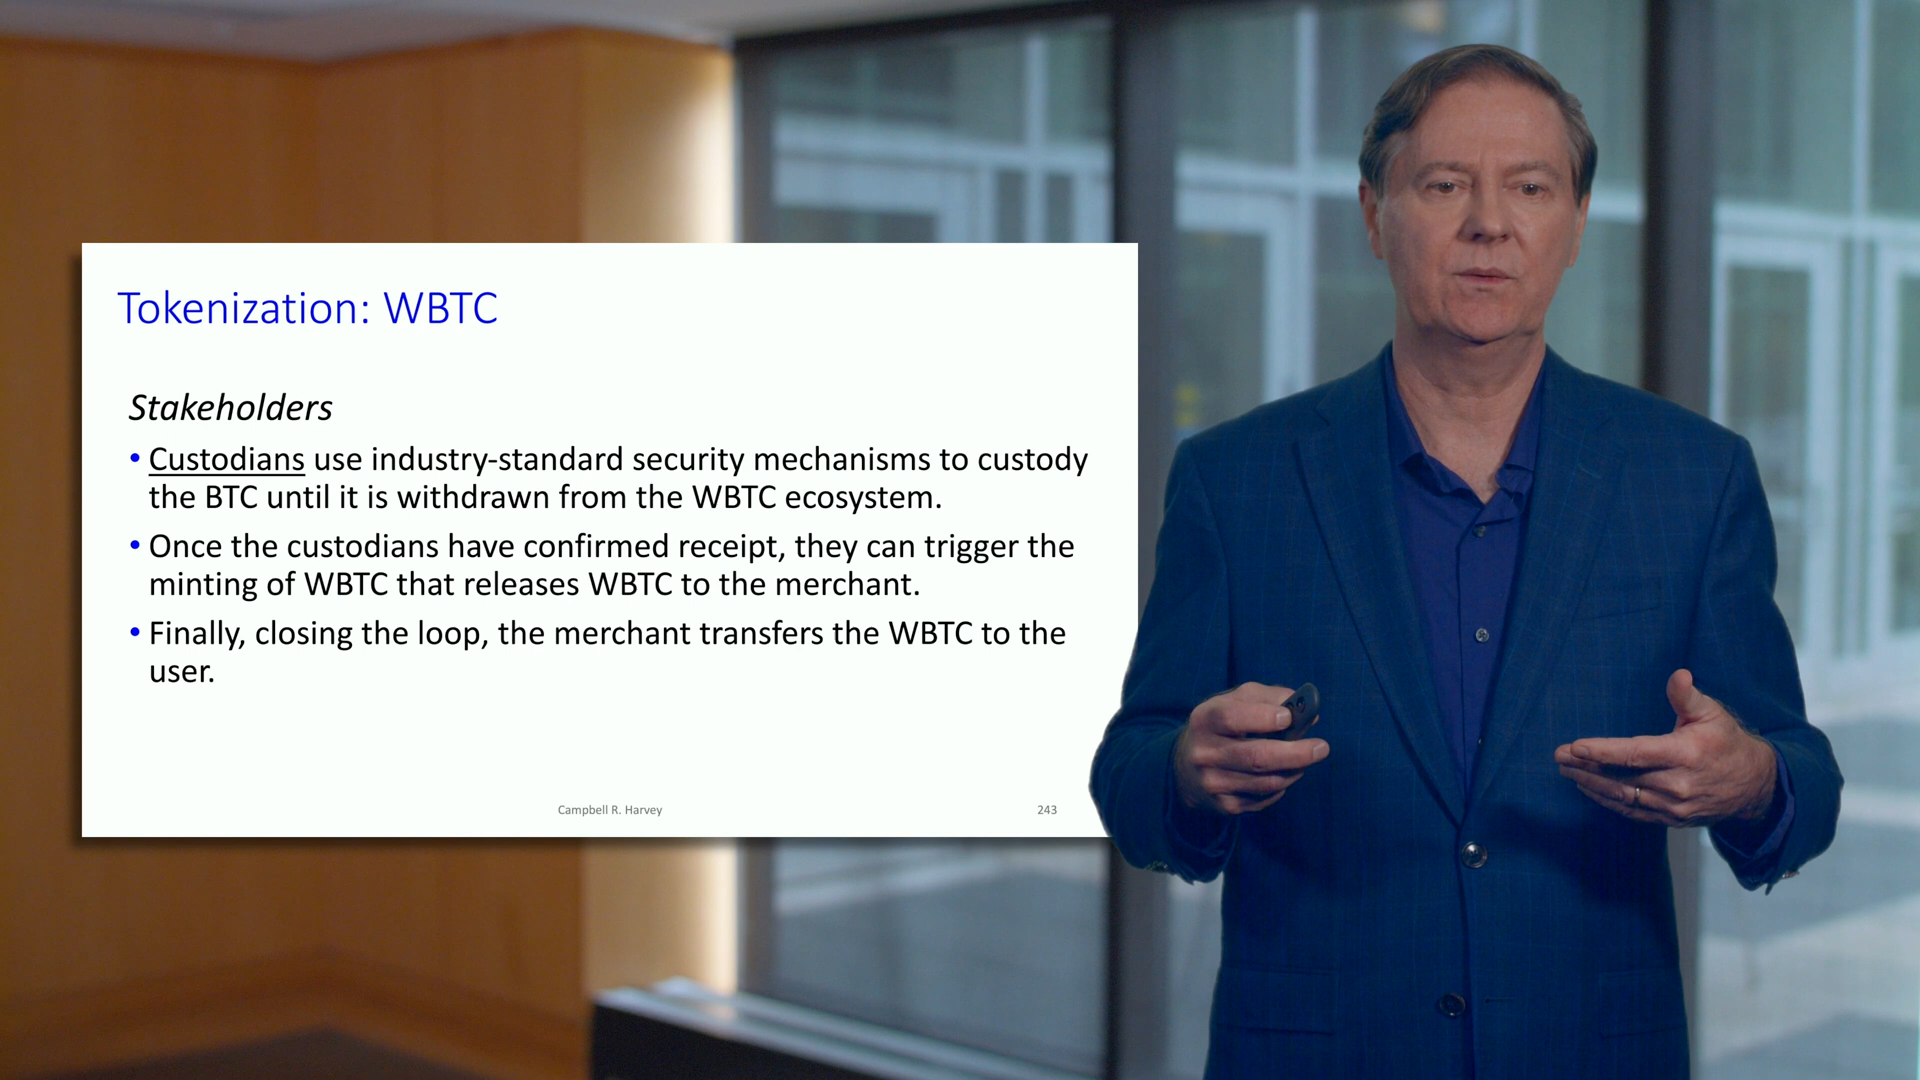 Tokenization: WBTC
Stakeholders
• Custodians use industry-standard security mechanisms to custody
the BTC until it is withdrawn from the WBTC ecosystem.
• Once the custodians have confirmed receipt, they can trigger the
minting of WBTC that releases WBTC to the merchant.
• Finally, closing the loop, the merchant transfers the WBTC to the
user.
Campbell R. Harvey
243